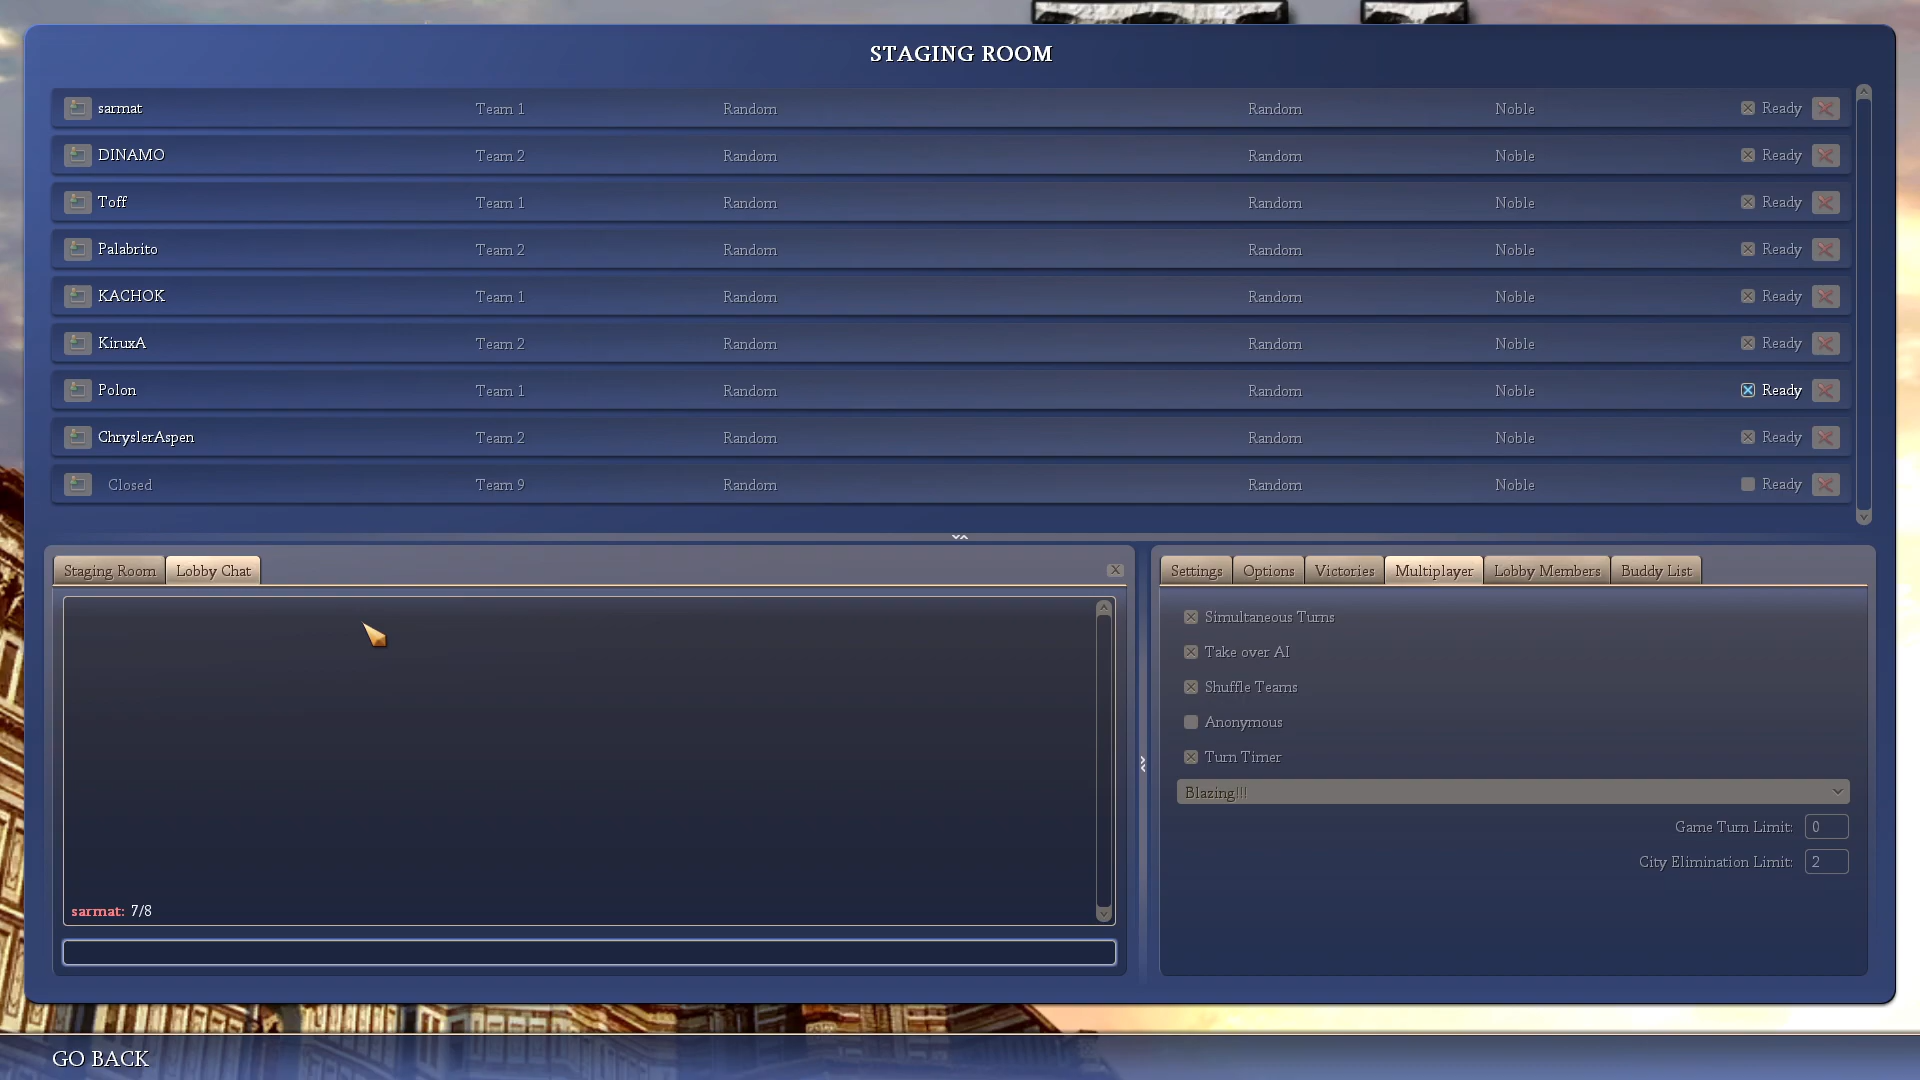 STAGING ROOM
sarmat Team 1 Random Random Noble Ready
DINAMO Team 2 Random Random Noble Ready
Toff Team 1 Random Random Noble Ready
Palabrito Team 2 Random Random Noble Ready
KACHOK Team 1 Random Random Noble Ready
KiruxA Team 2 Random Random Noble Ready
Polon Team 1 Random Random Noble Ready
ChryslerAspen Team 2 Random Random Noble Ready
Closed Team 9 Random Random Noble Ready
Staging Room Lobby Chat
sarmat: 7/8
Settings Options Victories Multiplayer Lobby Members Buddy List
Simultaneous Turns
Take over AI
Shuffle Teams
Anonymous
Turn Timer
Blazing!!!
Game Turn Limit: 0
City Elimination Limit: 2
GO BACK